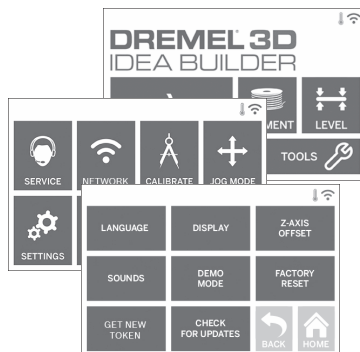 DREMEL 3D
IDEA BUILDER
LEVEL
TOOLS
SERVICE
NETWORK
CALIBRATE
JOG MODE
SETTINGS
LANGUAGE
DISPLAY
Z-AXIS
OFFSET
SOUNDS
DEMO
MODE
FACTORY
RESET
GET NEW
TOKEN
CHECK
FOR UPDATES
BACK
HOME